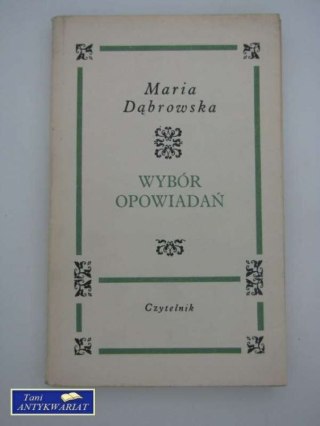 Maria
Dąbrowska
WYBÓR
OPOWIADAŃ
Czytelnik
Tani
ANTYKWARIAT